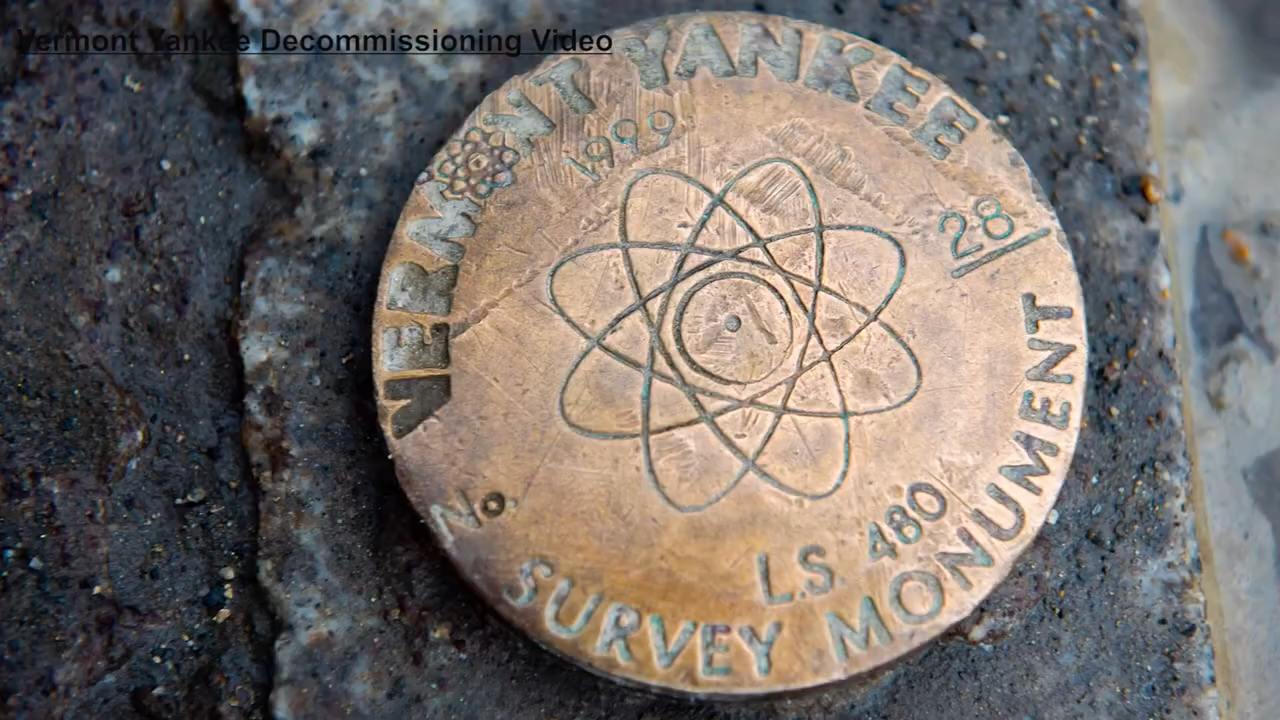 Vermont Yankee Decommissioning Video
VERMONT YANKEE
1999
28
No.
L.S. 480
SURVEY MONUMENT